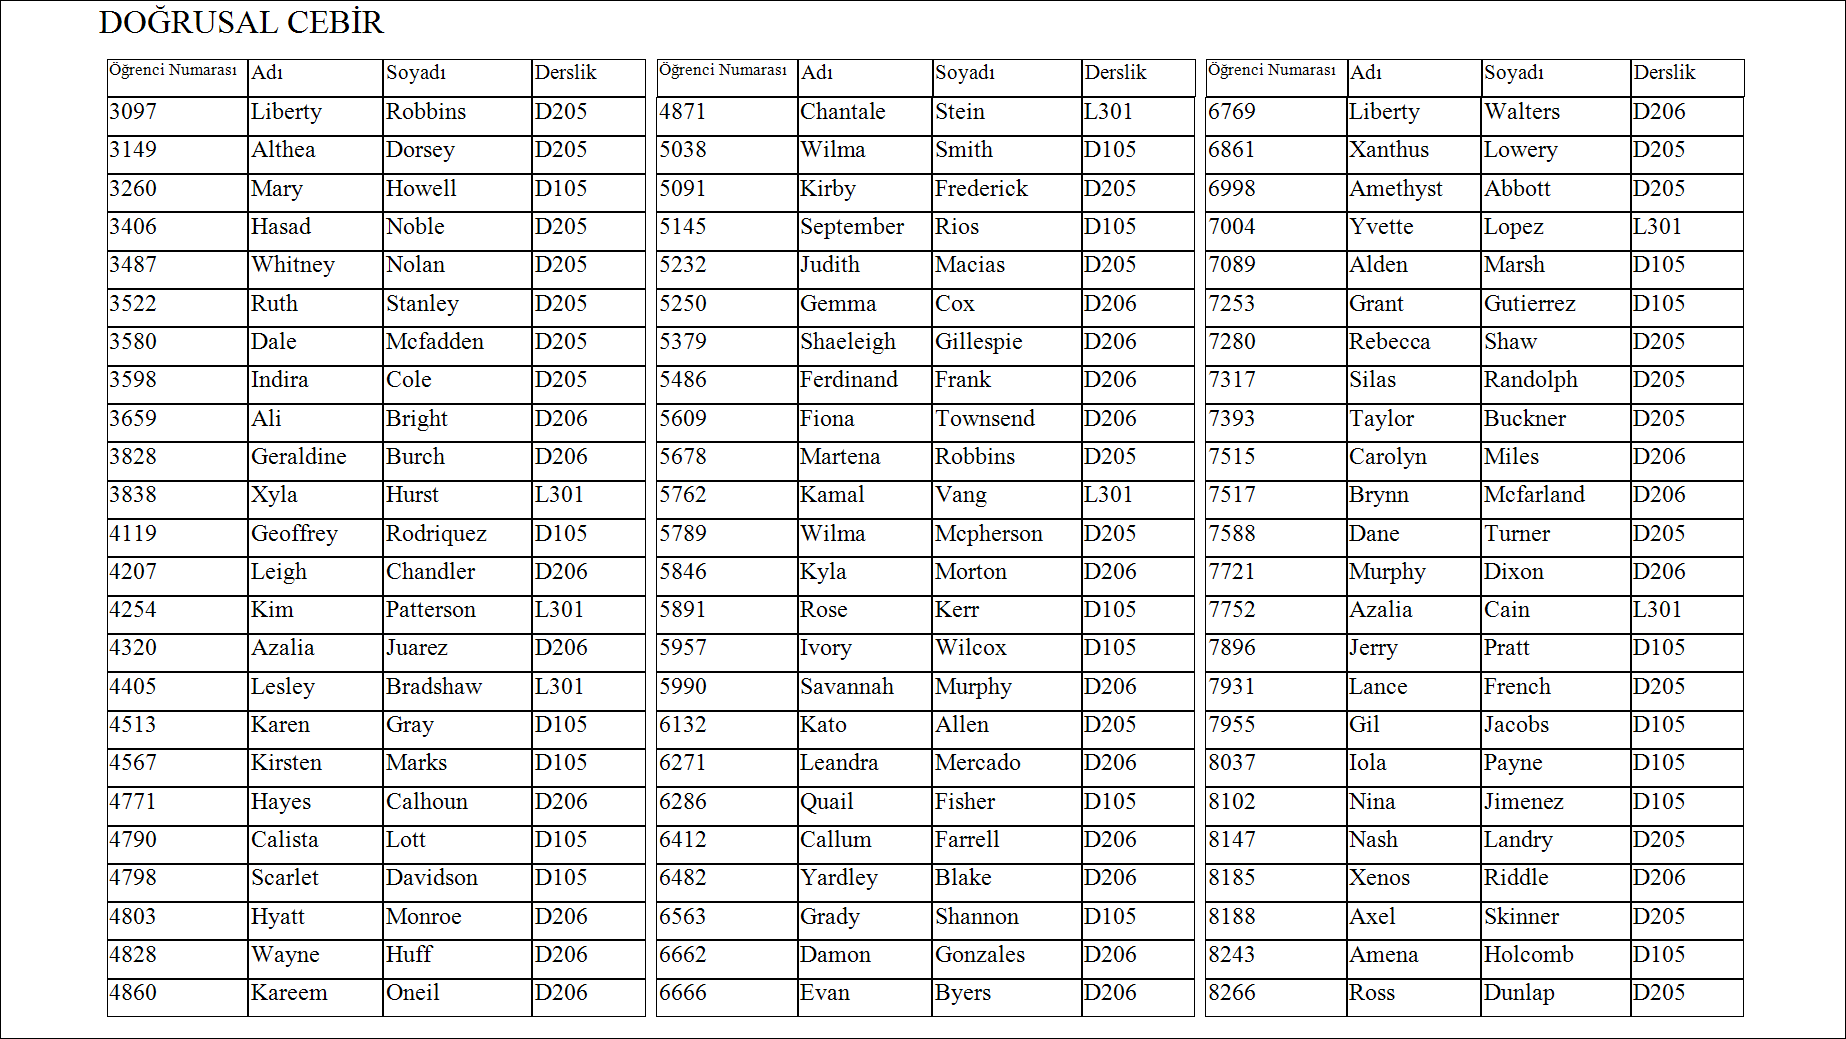 DOĞRUSAL CEBİR
Öğrenci Numarası Adı Soyadı Derslik
3097 Liberty Robbins D205
3149 Althea Dorsey D205
3260 Mary Howell D105
3406 Hasad Noble D205
3487 Whitney Nolan D205
3522 Ruth Stanley D205
3580 Dale Mcfadden D205
3598 Indira Cole D205
3659 Ali Bright D206
3828 Geraldine Burch D206
3838 Xyla Hurst L301
4119 Geoffrey Rodriquez D105
4207 Leigh Chandler D206
4254 Kim Patterson L301
4320 Azalia Juarez D206
4405 Lesley Bradshaw L301
4513 Karen Gray D105
4567 Kirsten Marks D105
4771 Hayes Calhoun D206
4790 Calista Lott D105
4798 Scarlet Davidson D105
4803 Hyatt Monroe D206
4828 Wayne Huff D206
4860 Kareem Oneil D206
Öğrenci Numarası Adı Soyadı Derslik
4871 Chantale Stein L301
5038 Wilma Smith D105
5091 Kirby Frederick D205
5145 September Rios D105
5232 Judith Macias D205
5250 Gemma Cox D206
5379 Shaeleigh Gillespie D206
5486 Ferdinand Frank D206
5609 Fiona Townsend D206
5678 Martena Robbins D205
5762 Kamal Vang L301
5789 Wilma Mcpherson D205
5846 Kyla Morton D206
5891 Rose Kerr D105
5957 Ivory Wilcox D105
5990 Savannah Murphy D206
6132 Kato Allen D205
6271 Leandra Mercado D206
6286 Quail Fisher D105
6412 Callum Farrell D206
6482 Yardley Blake D206
6563 Grady Shannon D105
6662 Damon Gonzales D206
6666 Evan Byers D206
Öğrenci Numarası Adı Soyadı Derslik
6769 Liberty Walters D206
6861 Xanthus Lowery D205
6998 Amethyst Abbott D205
7004 Yvette Lopez L301
7089 Alden Marsh D105
7253 Grant Gutierrez D105
7280 Rebecca Shaw D205
7317 Silas Randolph D205
7393 Taylor Buckner D205
7515 Carolyn Miles D206
7517 Brynn Mcfarland D206
7588 Dane Turner D205
7721 Murphy Dixon D206
7752 Azalia Cain L301
7896 Jerry Pratt D105
7931 Lance French D205
7955 Gil Jacobs D105
8037 Iola Payne D105
8102 Nina Jimenez D105
8147 Nash Landry D205
8185 Xenos Riddle D206
8188 Axel Skinner D205
8243 Amena Holcomb D105
8266 Ross Dunlap D205